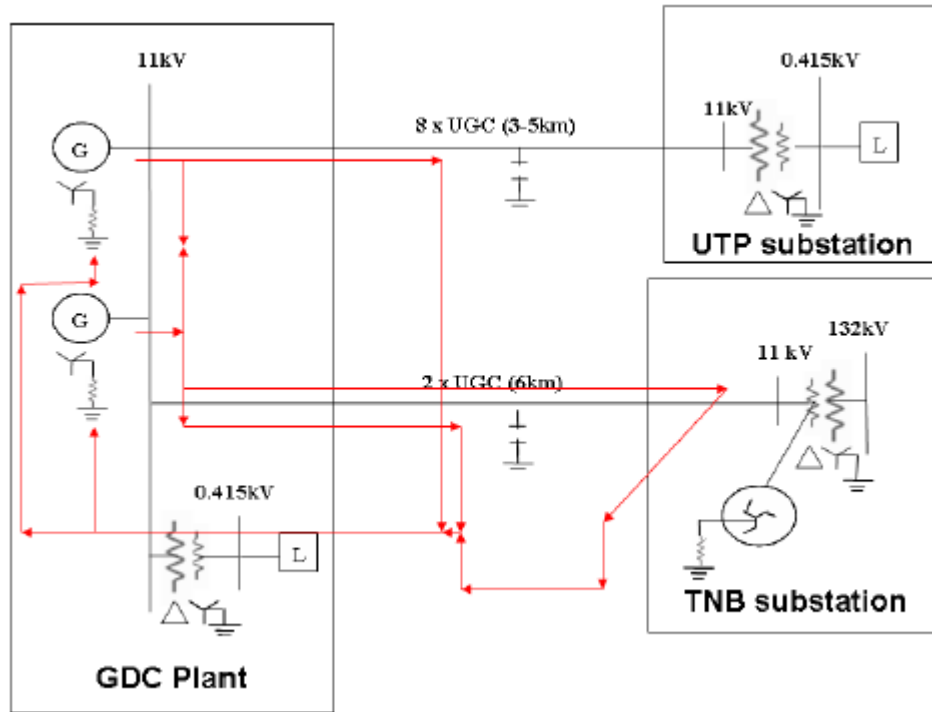 11kV
0.415kV
11kV
8 x UGC (3-5km)
G
L
UTP substation
G
132kV
11 kV
2 x UGC (6km)
0.415kV
L
TNB substation
GDC Plant